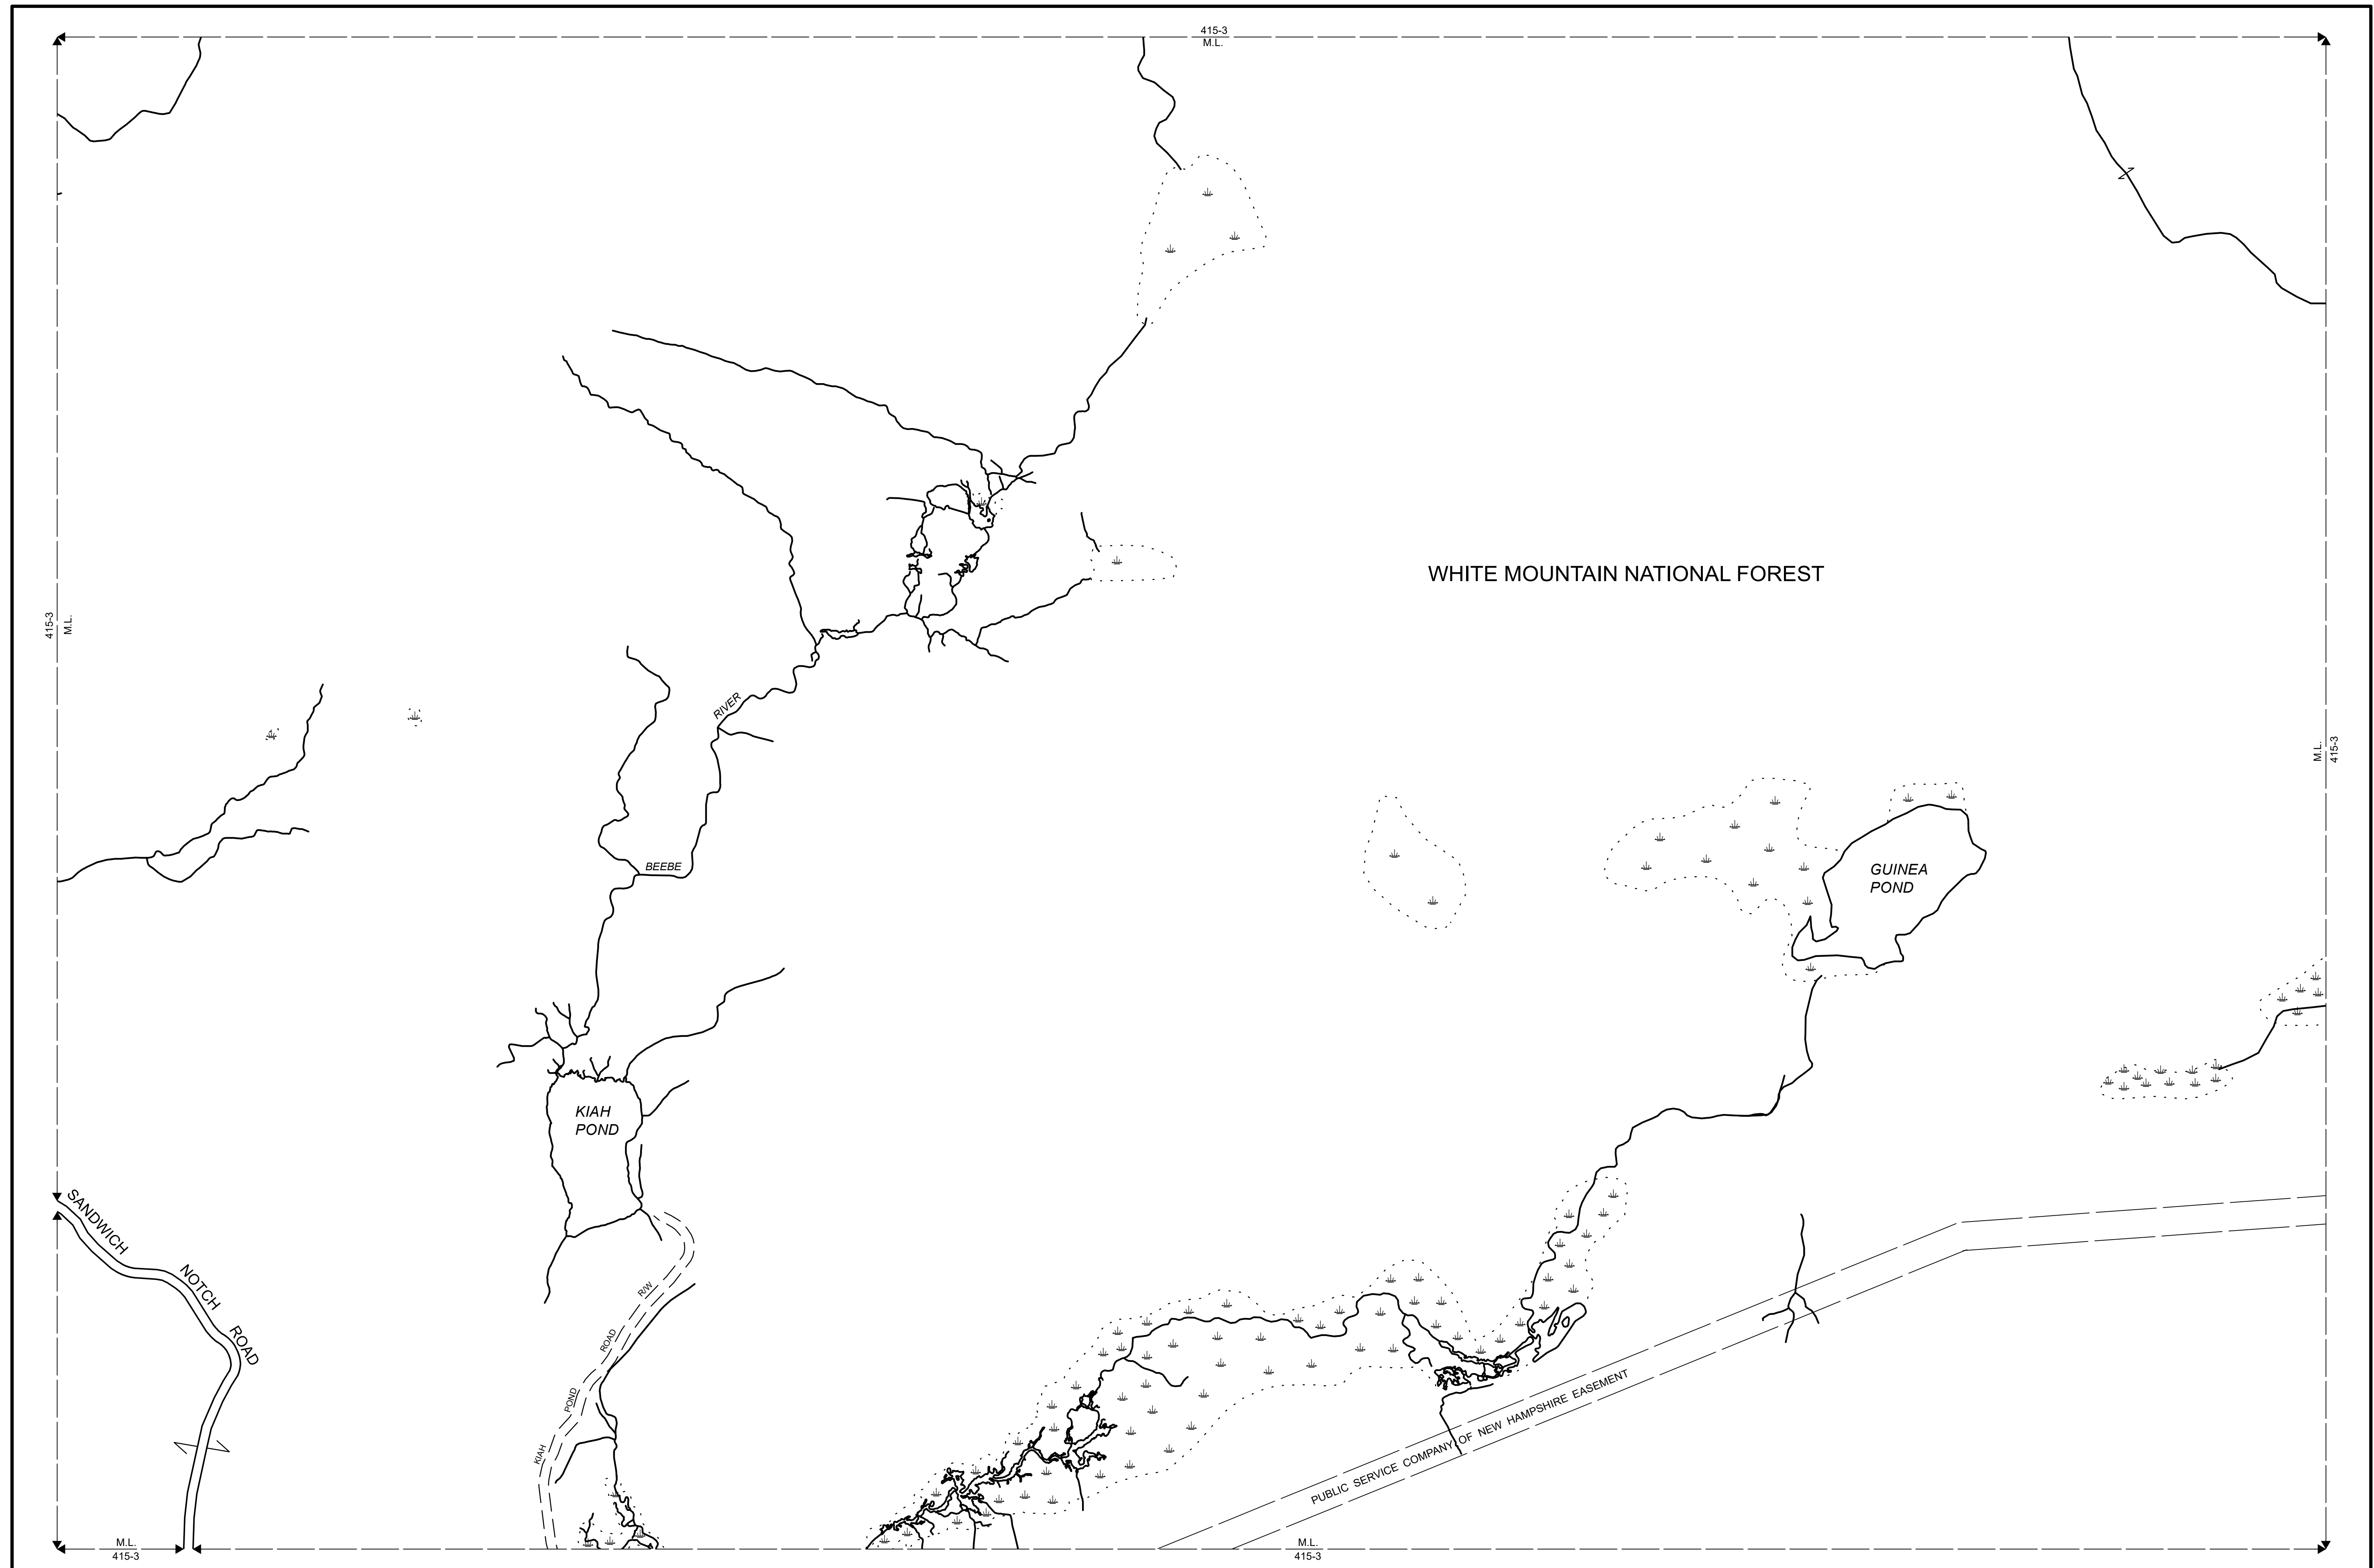 415-3
M.L.
WHITE MOUNTAIN NATIONAL FOREST
415-3
M.L.
RIVER
M.L.
415-3
BEEBE
GUINEA
POND
KIAH
POND
SANDWICH
NOTCH
ROAD
R/W
ROAD
POND
KIAH
PUBLIC SERVICE COMPANY OF NEW HAMPSHIRE EASEMENT
M.L.
415-3
M.L.
415-3